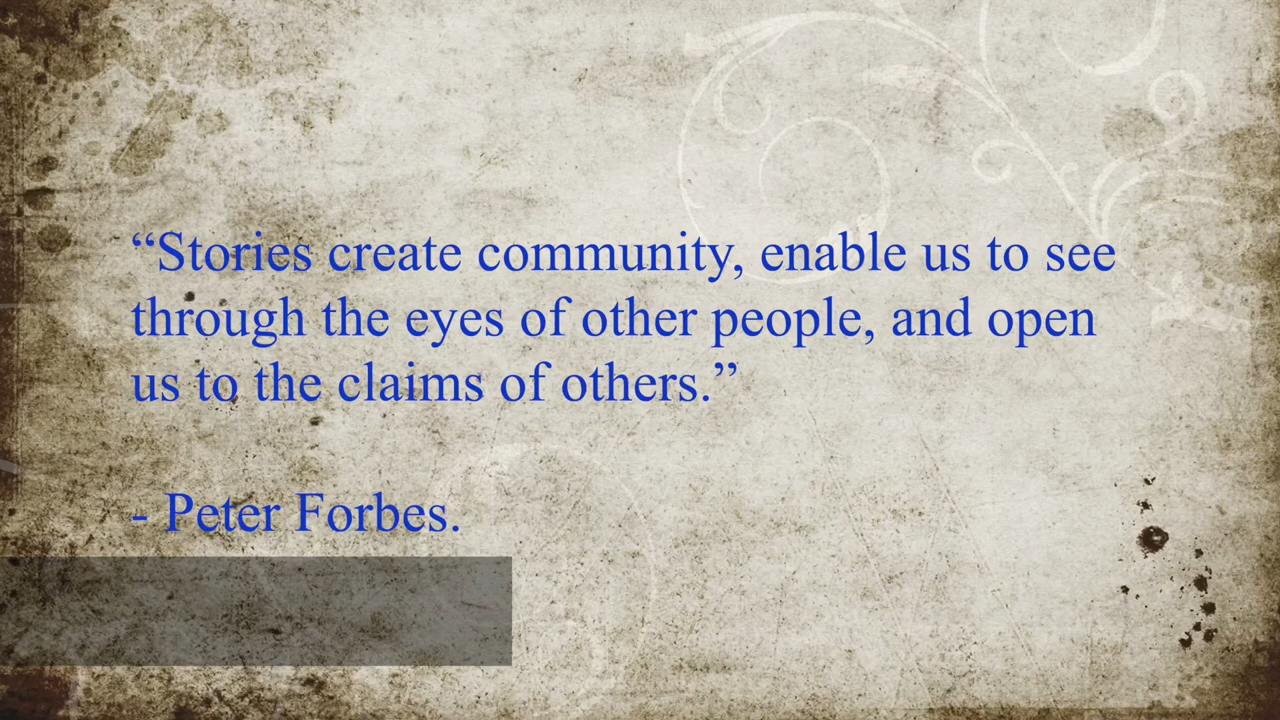 “Stories create community, enable us to see
through the eyes of other people, and open
us to the claims of others.”
- Peter Forbes.